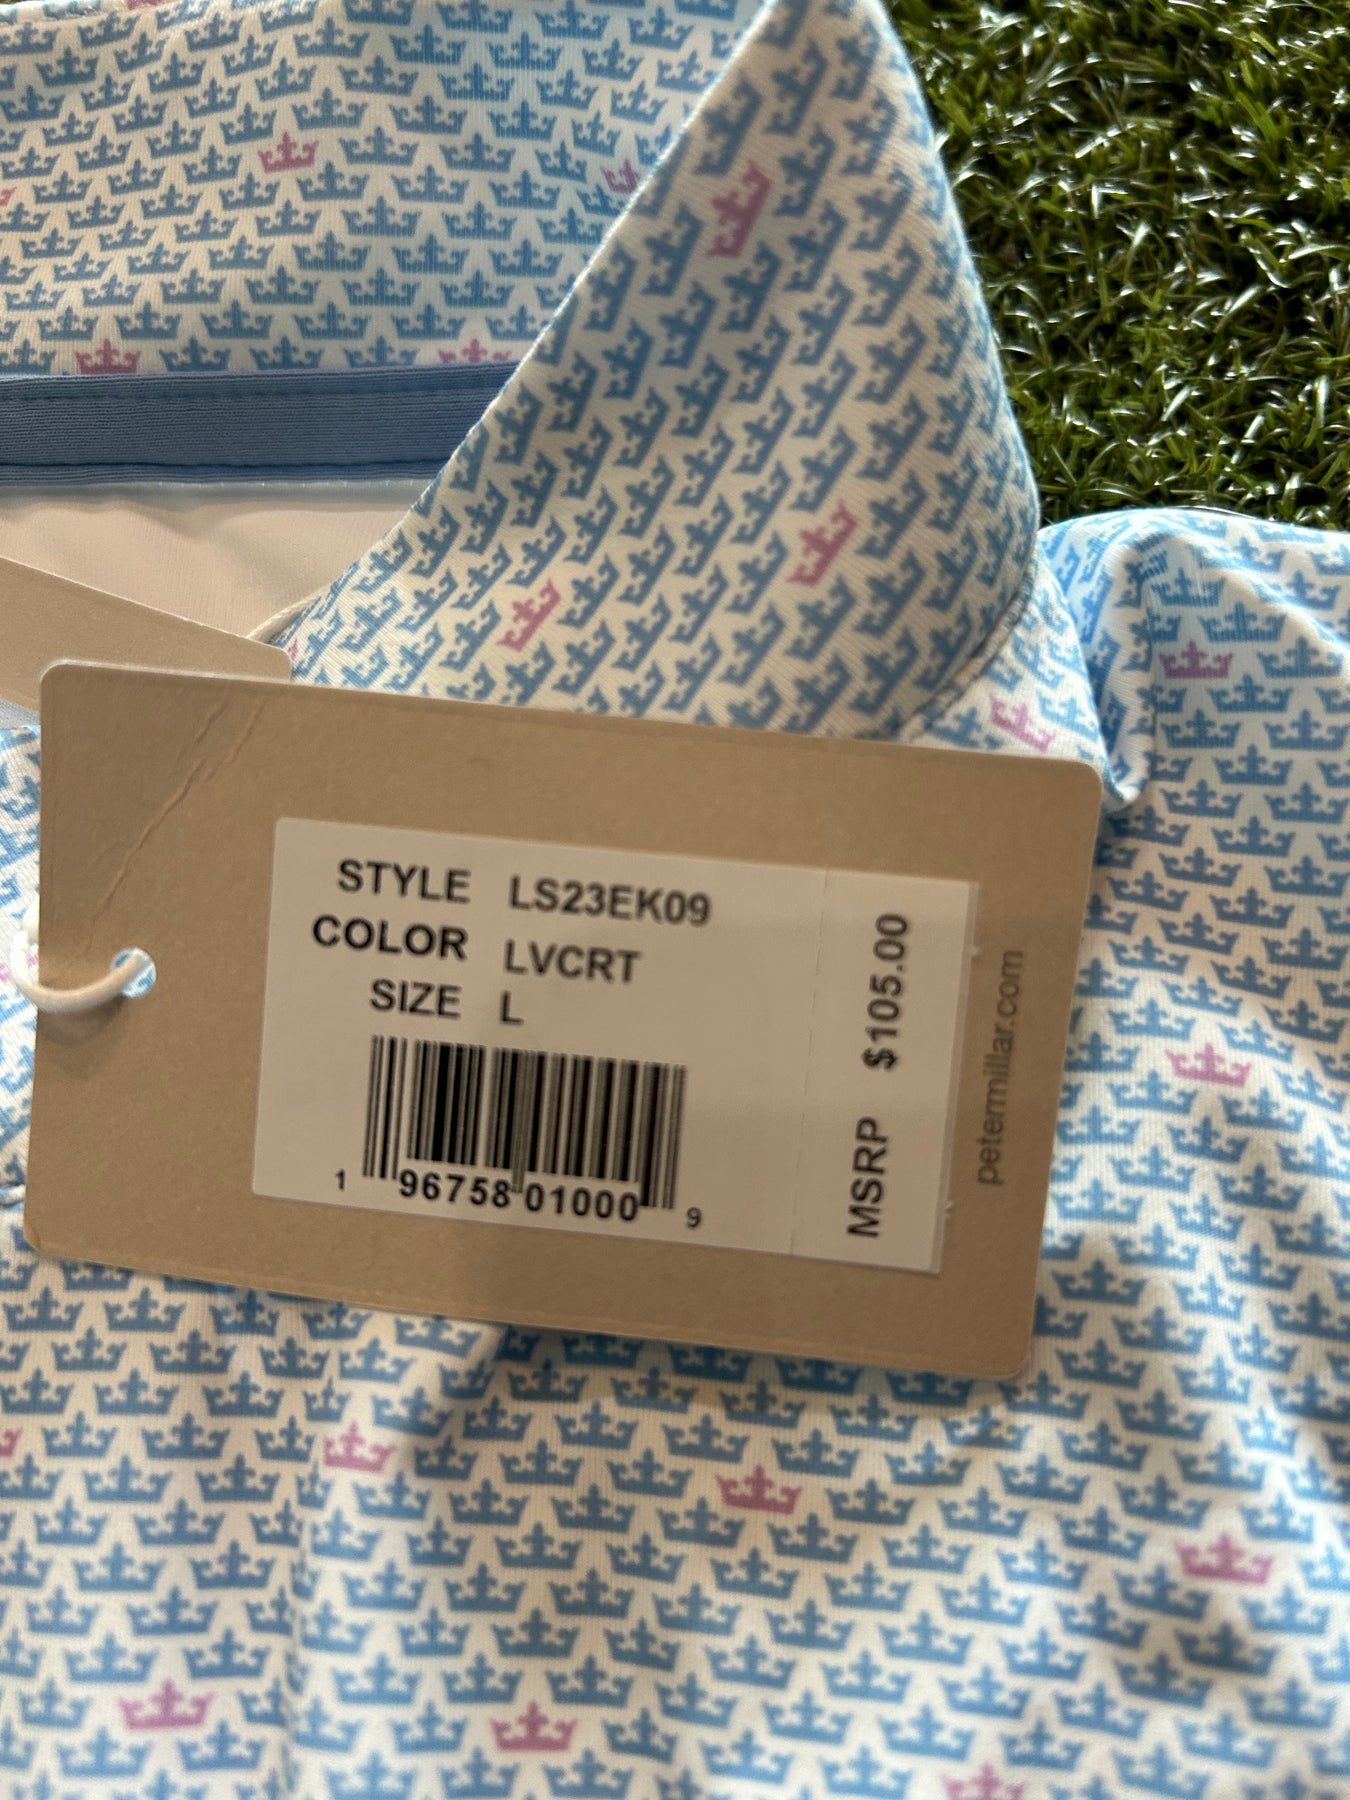 STYLE LS23EK09
COLOR LVCRT
SIZE L
1 96758 01000 9
MSRP $105.00
petermillar.com